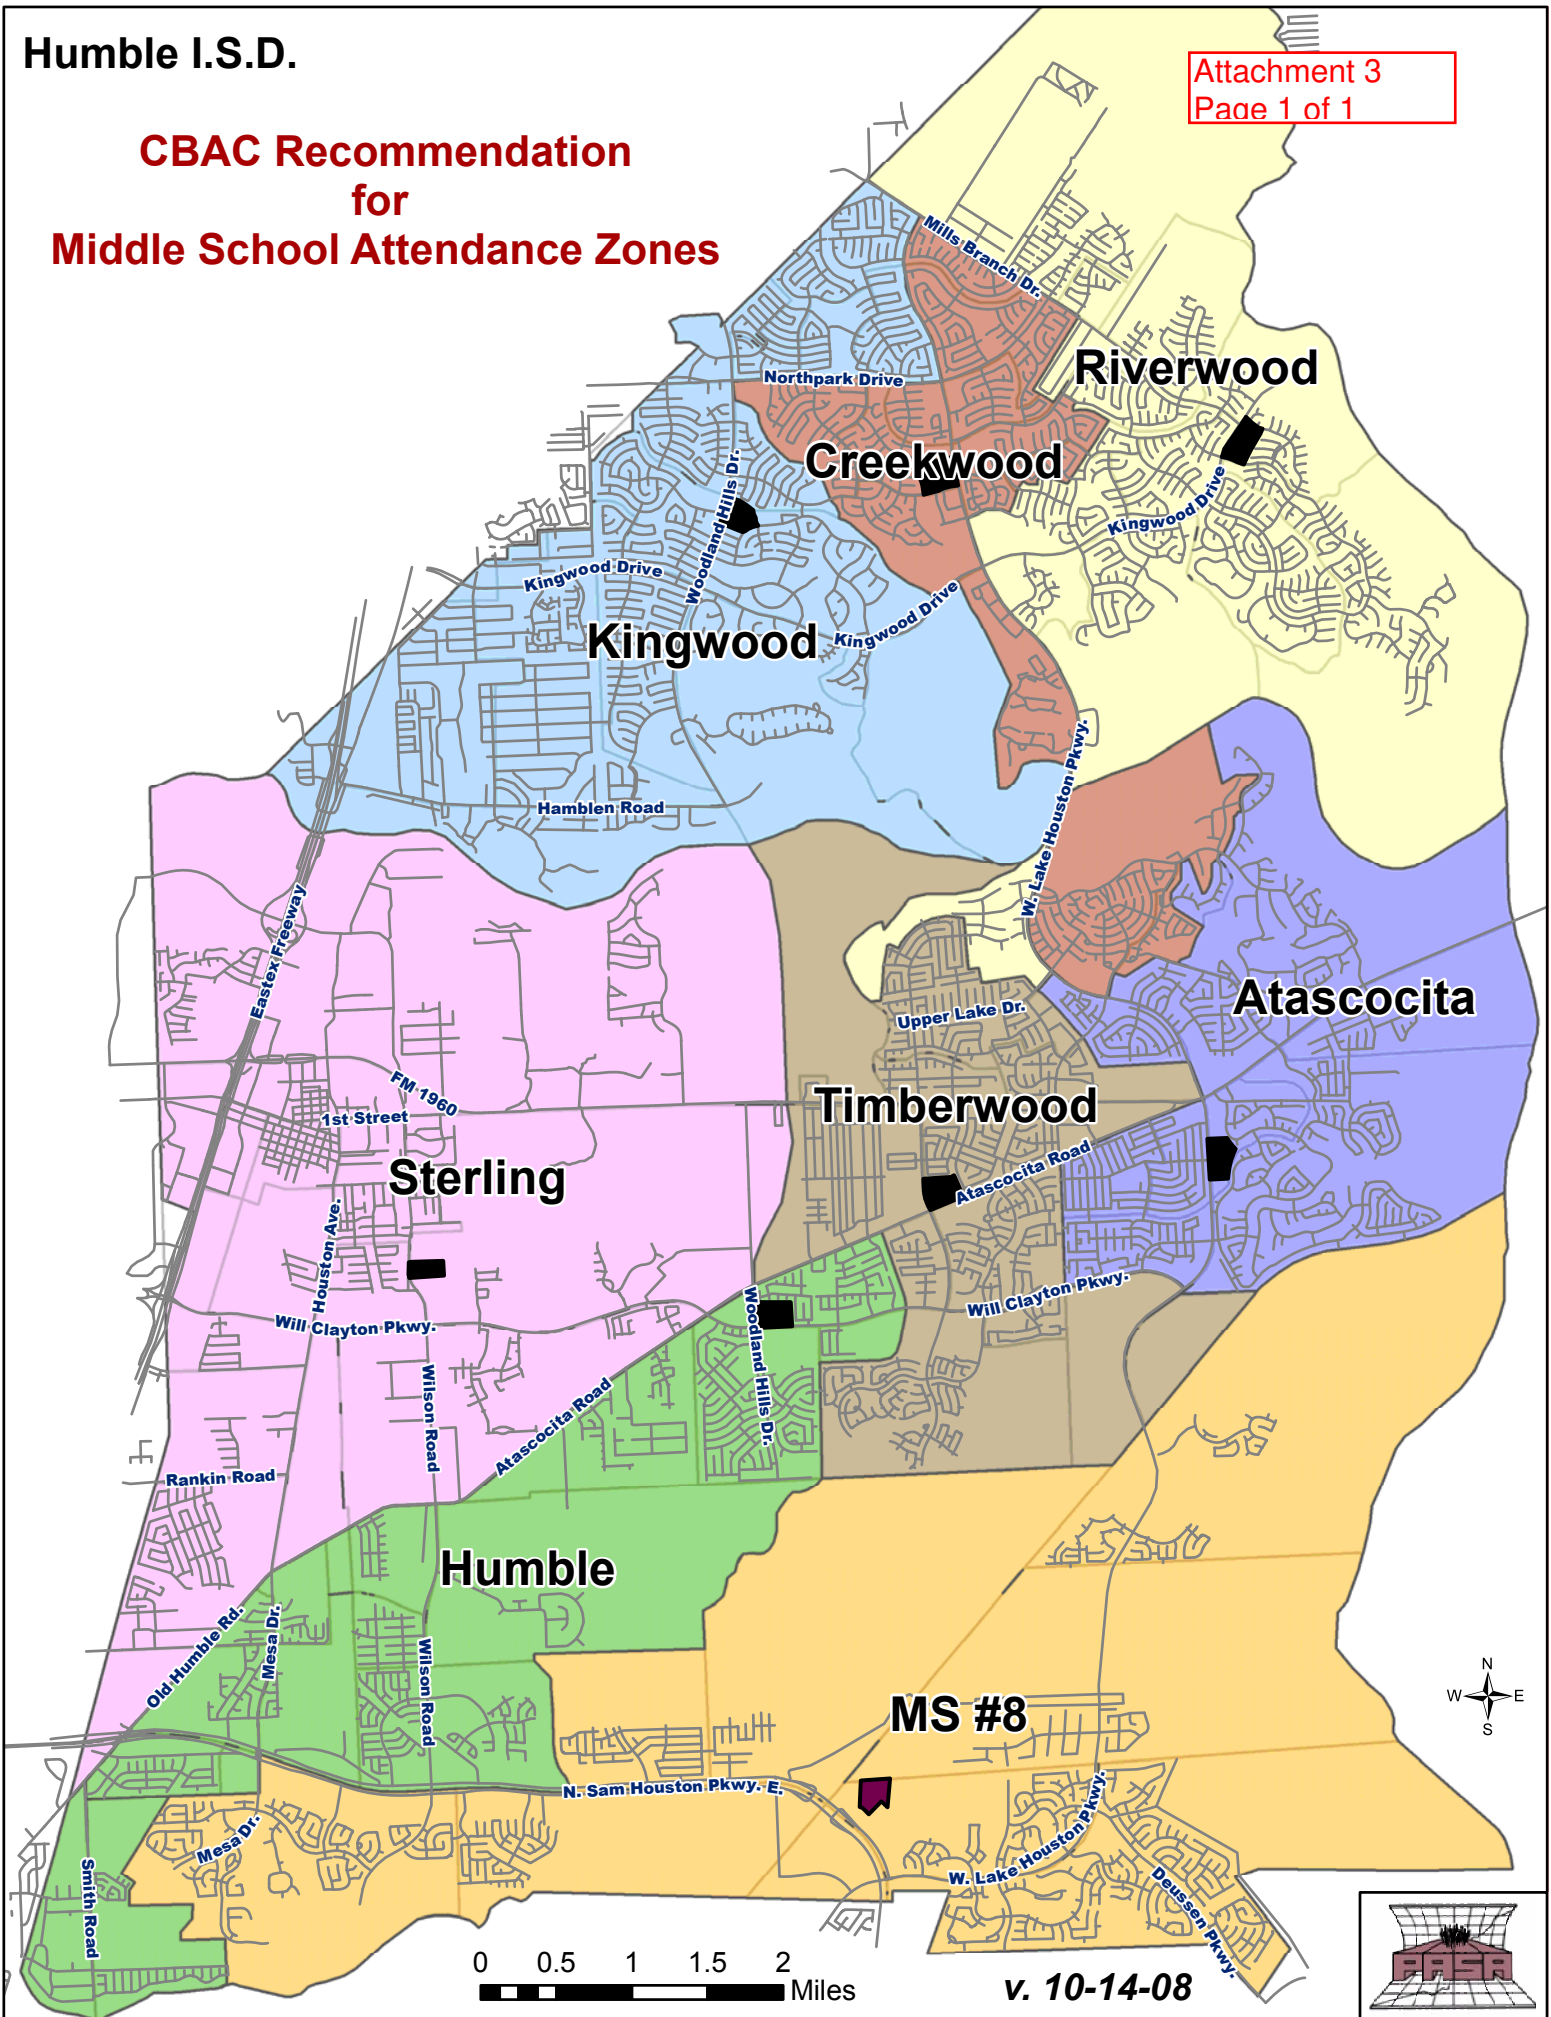 Humble I.S.D.
Attachment 3
Page 1 of 1
CBAC Recommendation
for
Middle School Attendance Zones
Mills Branch Dr.
Riverwood
Northpark Drive
Creekwood
Woodland Hills Dr.
Kingwood Drive
Kingwood Drive
Kingwood Drive
Kingwood
W. Lake Houston Pkwy.
Hamblen Road
W. Lake Houston Pkwy.
Eastex Freeway
Atascocita
Upper Lake Dr.
FM 1960
1st Street
Timberwood
Sterling
Atascocita Road
Houston Ave.
Will Clayton Pkwy.
Will Clayton Pkwy.
Woodland Hills Dr.
Wilson Road
Atascocita Road
Rankin Road
Humble
Old Humble Rd.
Mesa Dr.
Wilson Road
MS #8
N
W E
S
N. Sam Houston Pkwy. E.
Mesa Dr.
W. Lake Houston Pkwy.
Smith Road
Deussen Pkwy.
0 0.5 1 1.5 2
Miles
v. 10-14-08
PASA